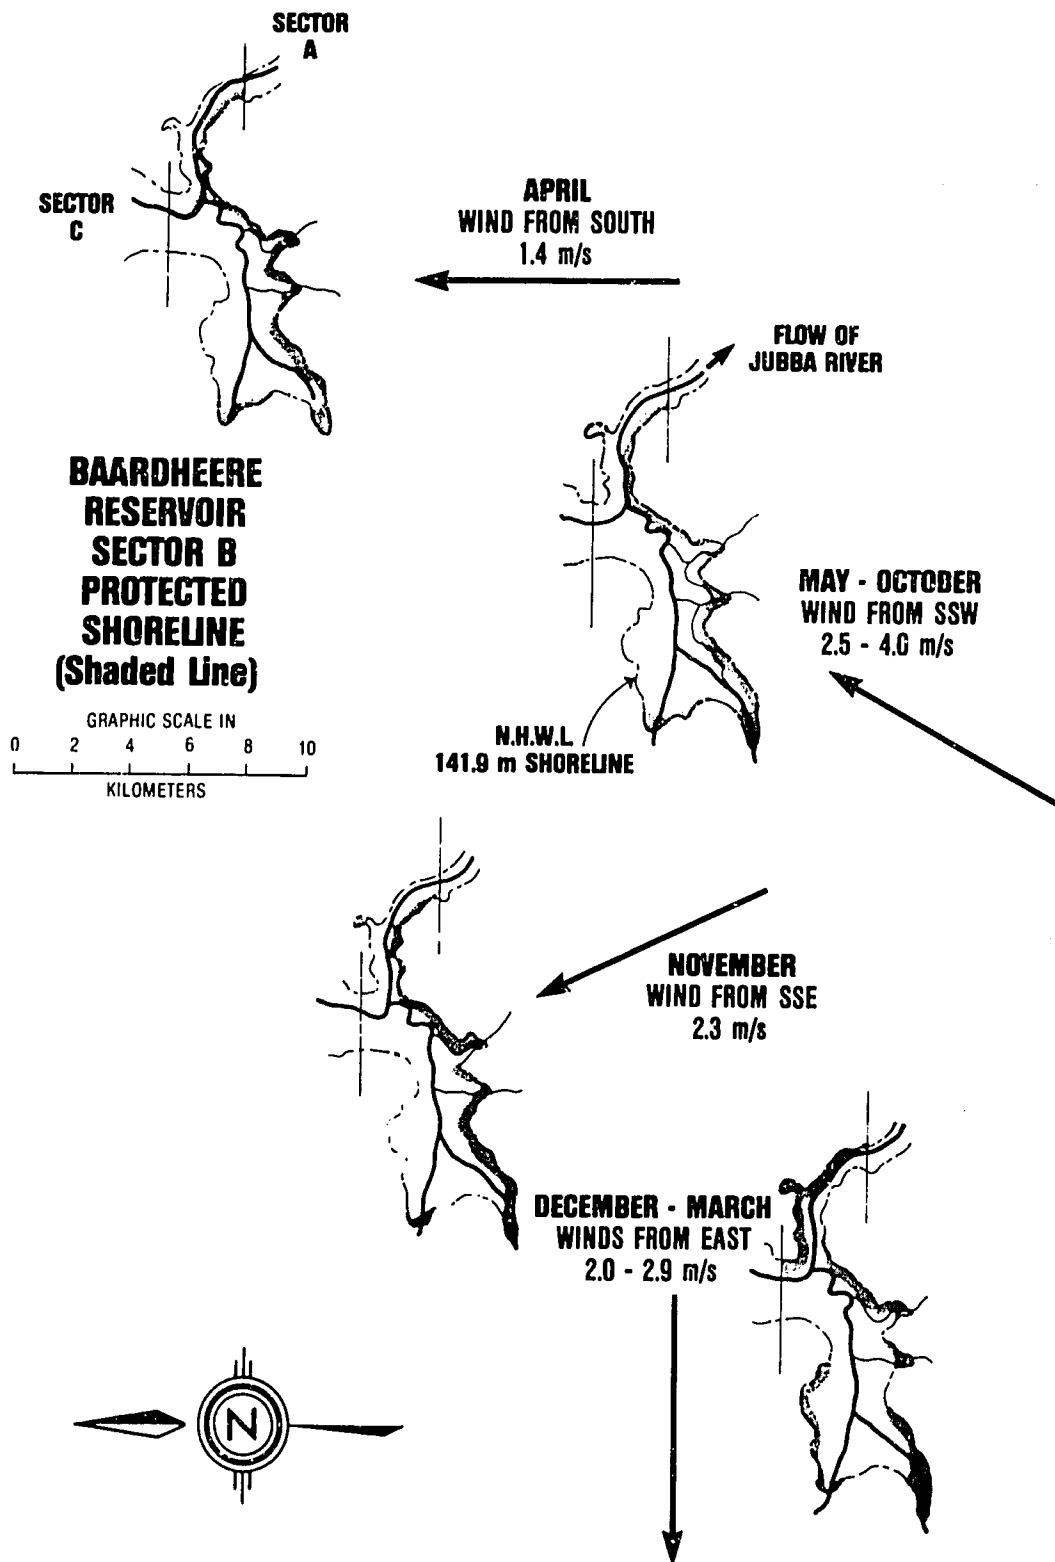 SECTOR
A
SECTOR
C
APRIL
WIND FROM SOUTH
1.4 m/s
FLOW OF
JUBBA RIVER
BAARDHEERE
RESERVOIR
SECTOR B
PROTECTED
SHORELINE
(Shaded Line)
GRAPHIC SCALE IN
0 2 4 6 8 10
KILOMETERS
MAY - OCTOBER
WIND FROM SSW
2.5 - 4.0 m/s
N.H.W.L.
141.9 m SHORELINE
NOVEMBER
WIND FROM SSE
2.3 m/s
DECEMBER - MARCH
WINDS FROM EAST
2.0 - 2.9 m/s
N